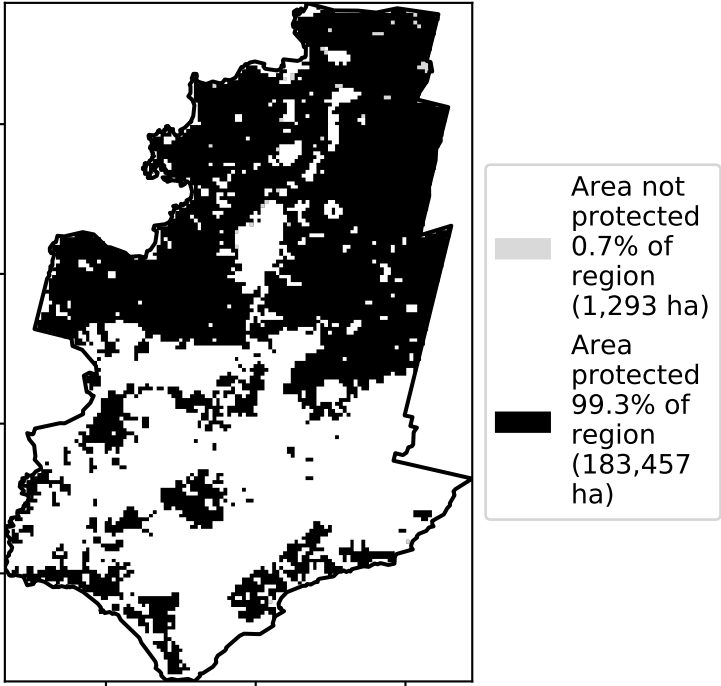 Area not
protected
0.7% of
region
(1,293 ha)
Area
protected
99.3% of
region
(183,457
ha)